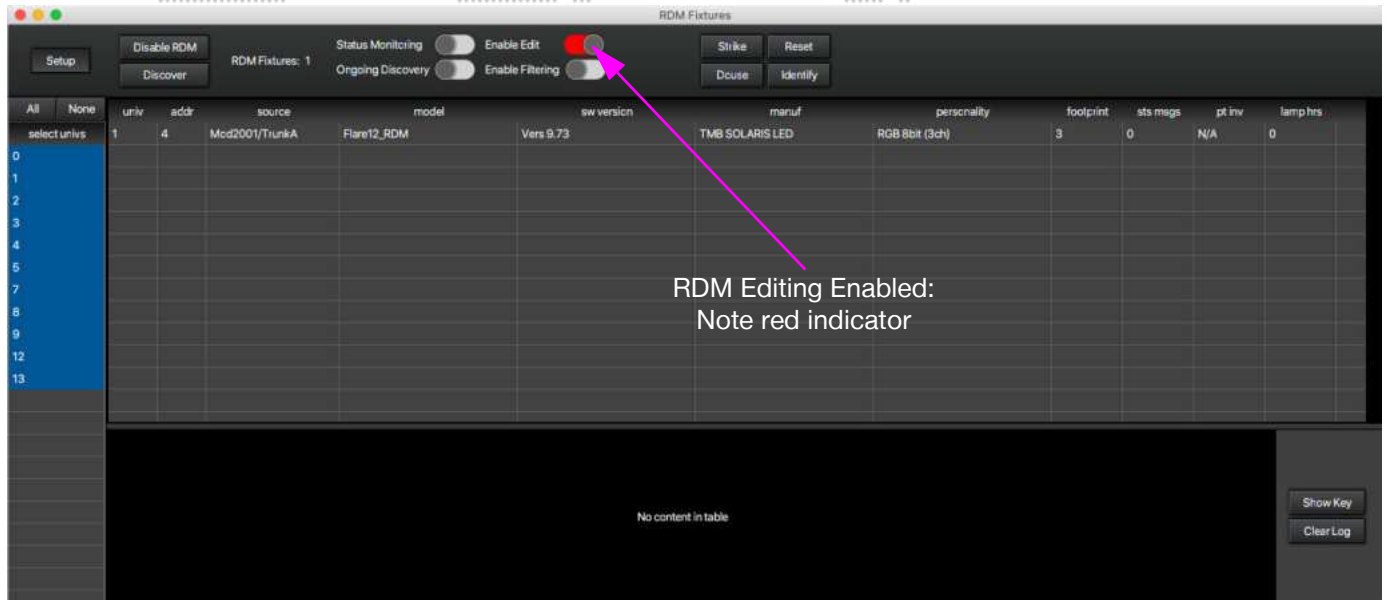 RDM Fixtures
Setup
Disable RDM
Discover
RDM Fixtures: 1
Status Monitoring
Enable Edit
Ongoing Discovery
Enable Filtering
Strike Reset
Douse Identify
All None
select univs
univ addr source model sw version manuf personality footprint sts msgs pt inv lamp hrs
1 4 Mod2001/TrunkA Flare12_RDM Vers 9.73 TMB SOLARIS LED RGB 8bit (3ch) 3 0 N/A 0
0
1
2
3
4
5
7
8
9
12
13
RDM Editing Enabled:
Note red indicator
No content in table
Show Key
Clear Log